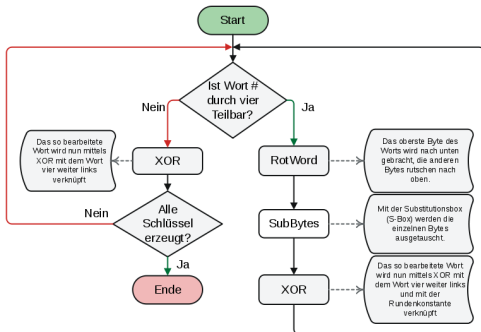 Start
Ist Wort #
durch vier
Teilbar?
Nein
Ja
Das so bearbeitete
Wort wird nun mittels
XOR mit dem Wort
vier weiter links
verknüpft
XOR
RotWord
Das oberste Byte des
Worts wird nach unten
gebracht, die anderen
Bytes rutschen nach
oben.
Nein
Alle
Schlüssel
erzeugt?
SubBytes
Mit der Substitutionsbox
(S-Box) werden die
einzelnen Bytes
ausgetauscht.
Ja
Ende
XOR
Das so bearbeitete Wort
wird nun mittels XOR mit
dem Wort vier weiter links
und mit der
Rundenkonstante
verknüpft